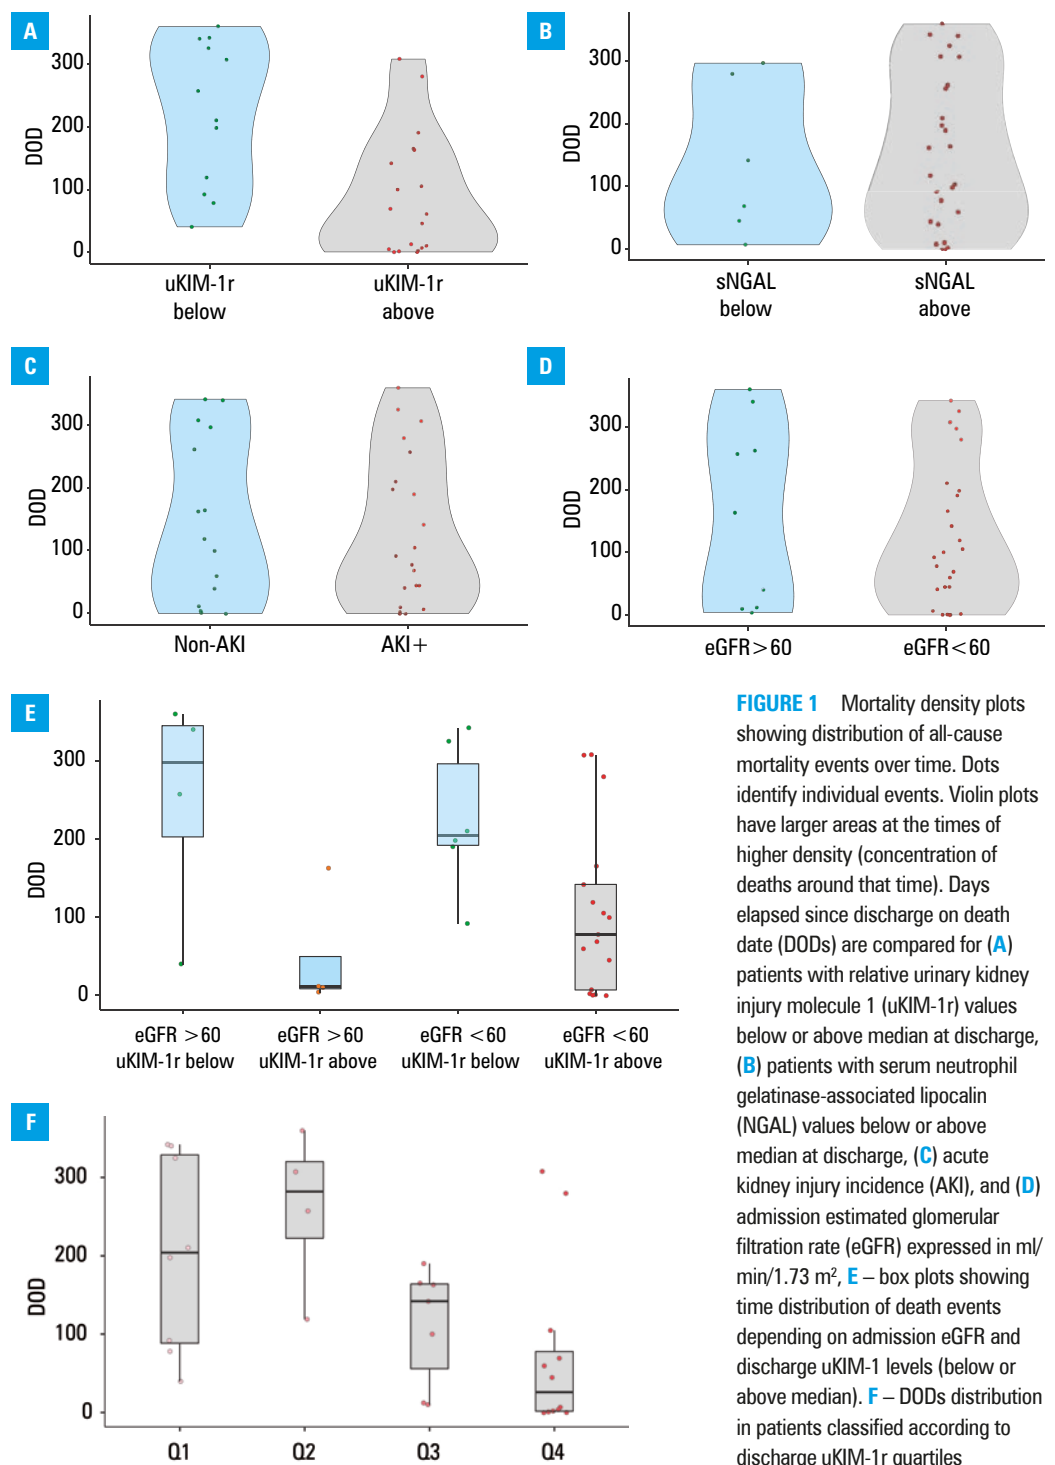 A
DOD
300
200
100
0
uKIM-1r
below
uKIM-1r
above
B
DOD
300
200
100
0
sNGAL
below
sNGAL
above
C
DOD
300
200
100
0
Non-AKI
AKI+
D
DOD
300
200
100
0
eGFR>60
eGFR<60
E
DOD
300
200
100
0
eGFR >60
uKIM-1r below
eGFR >60
uKIM-1r above
eGFR <60
uKIM-1r below
eGFR <60
uKIM-1r above
F
DOD
300
200
100
0
Q1
Q2
Q3
Q4
FIGURE 1 Mortality density plots
showing distribution of all-cause
mortality events over time. Dots
identify individual events. Violin plots
have larger areas at the times of
higher density (concentration of
deaths around that time). Days
elapsed since discharge on death
date (DODs) are compared for (A)
patients with relative urinary kidney
injury molecule 1 (uKIM-1r) values
below or above median at discharge,
(B) patients with serum neutrophil
gelatinase-associated lipocalin
(NGAL) values below or above
median at discharge, (C) acute
kidney injury incidence (AKI), and (D)
admission estimated glomerular
filtration rate (eGFR) expressed in ml/
min/1.73 m², E – box plots showing
time distribution of death events
depending on admission eGFR and
discharge uKIM-1 levels (below or
above median). F – DODs distribution
in patients classified according to
discharge uKIM-1r quartiles